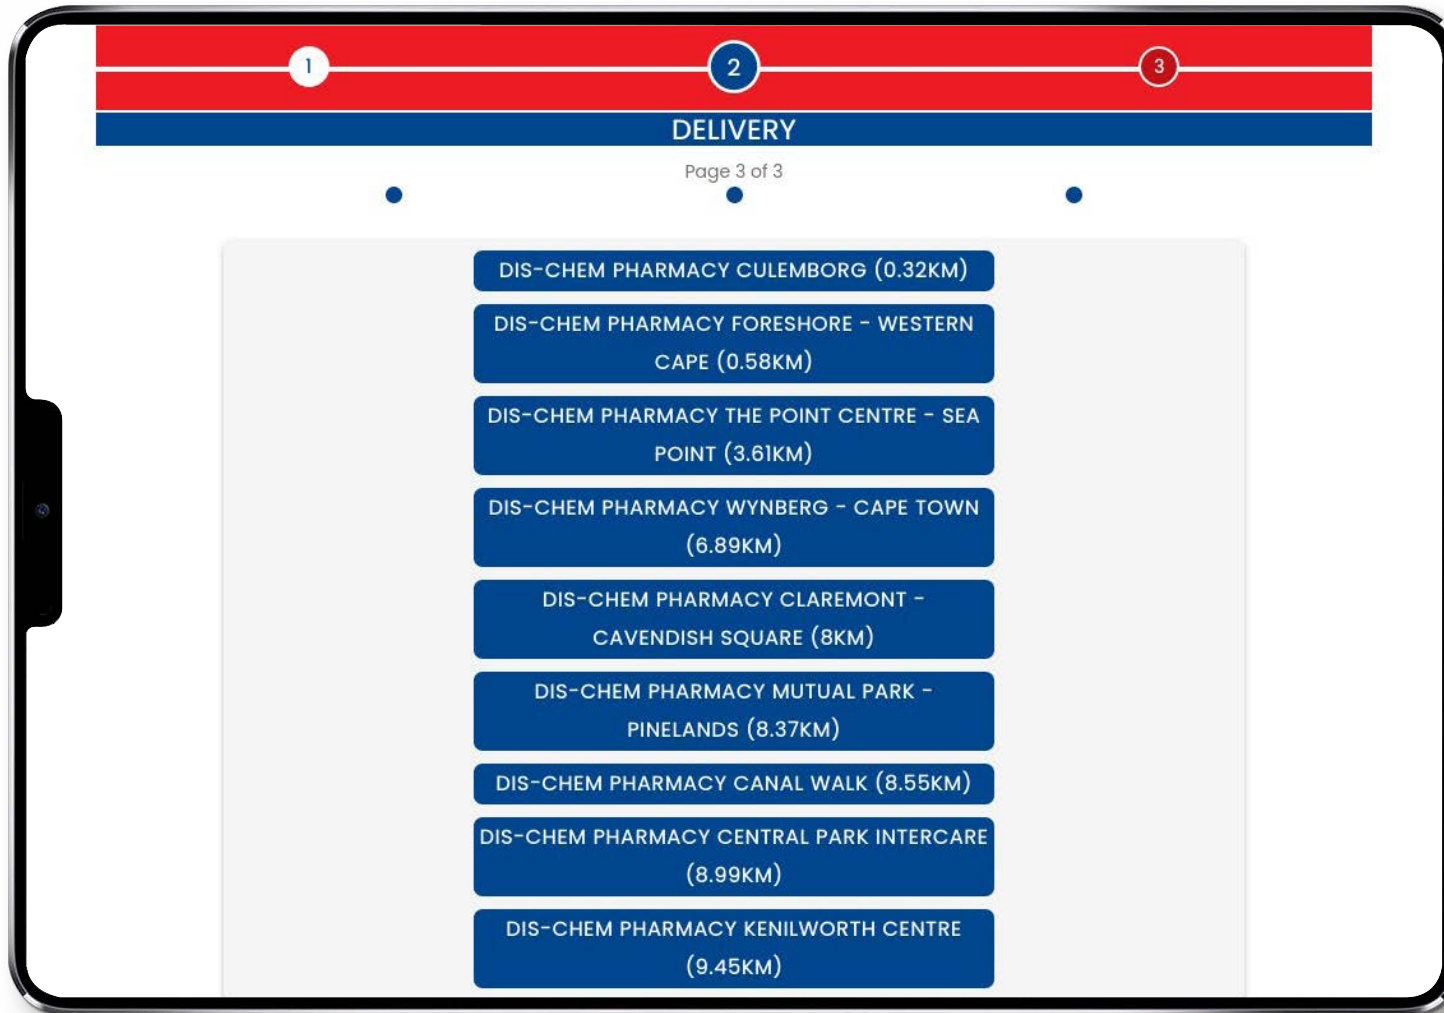 1
2
3
DELIVERY
Page 3 of 3
DIS-CHEM PHARMACY CULEMBORG (0.32KM)
DIS-CHEM PHARMACY FORESHORE - WESTERN
CAPE (0.58KM)
DIS-CHEM PHARMACY THE POINT CENTRE - SEA
POINT (3.61KM)
DIS-CHEM PHARMACY WYNBERG - CAPE TOWN
(6.89KM)
DIS-CHEM PHARMACY CLAREMONT -
CAVENDISH SQUARE (8KM)
DIS-CHEM PHARMACY MUTUAL PARK -
PINELANDS (8.37KM)
DIS-CHEM PHARMACY CANAL WALK (8.55KM)
DIS-CHEM PHARMACY CENTRAL PARK INTERCARE
(8.99KM)
DIS-CHEM PHARMACY KENILWORTH CENTRE
(9.45KM)